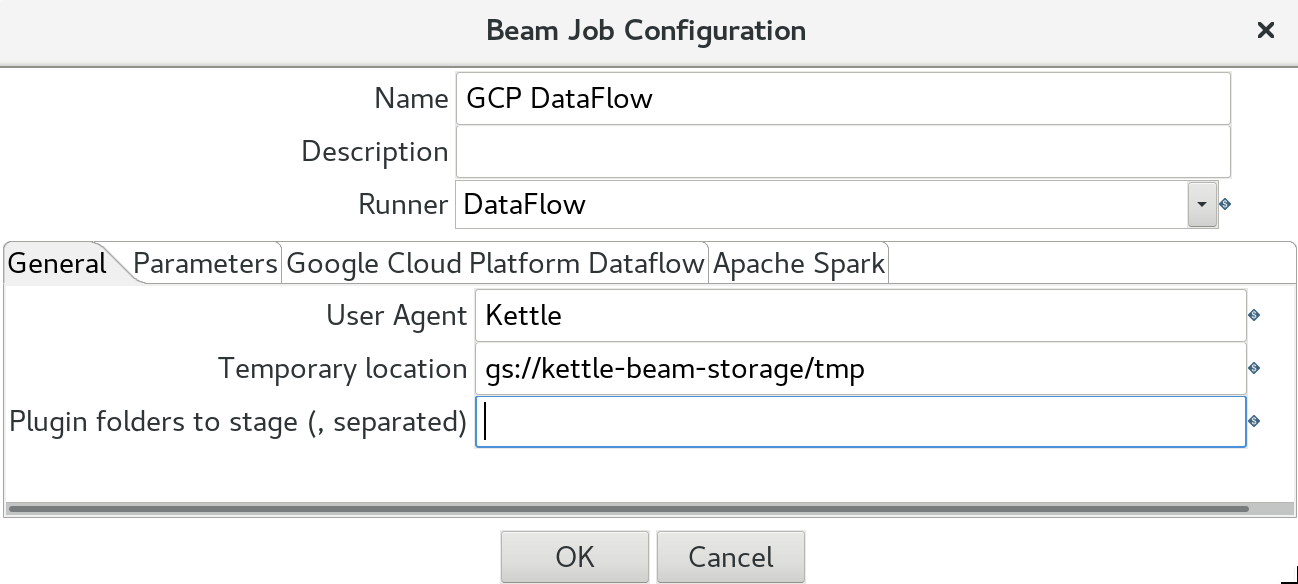 Beam Job Configuration
Name GCP DataFlow
Description
Runner DataFlow
General Parameters Google Cloud Platform Dataflow Apache Spark
User Agent Kettle
Temporary location gs://kettle-beam-storage/tmp
Plugin folders to stage (, separated)
OK Cancel